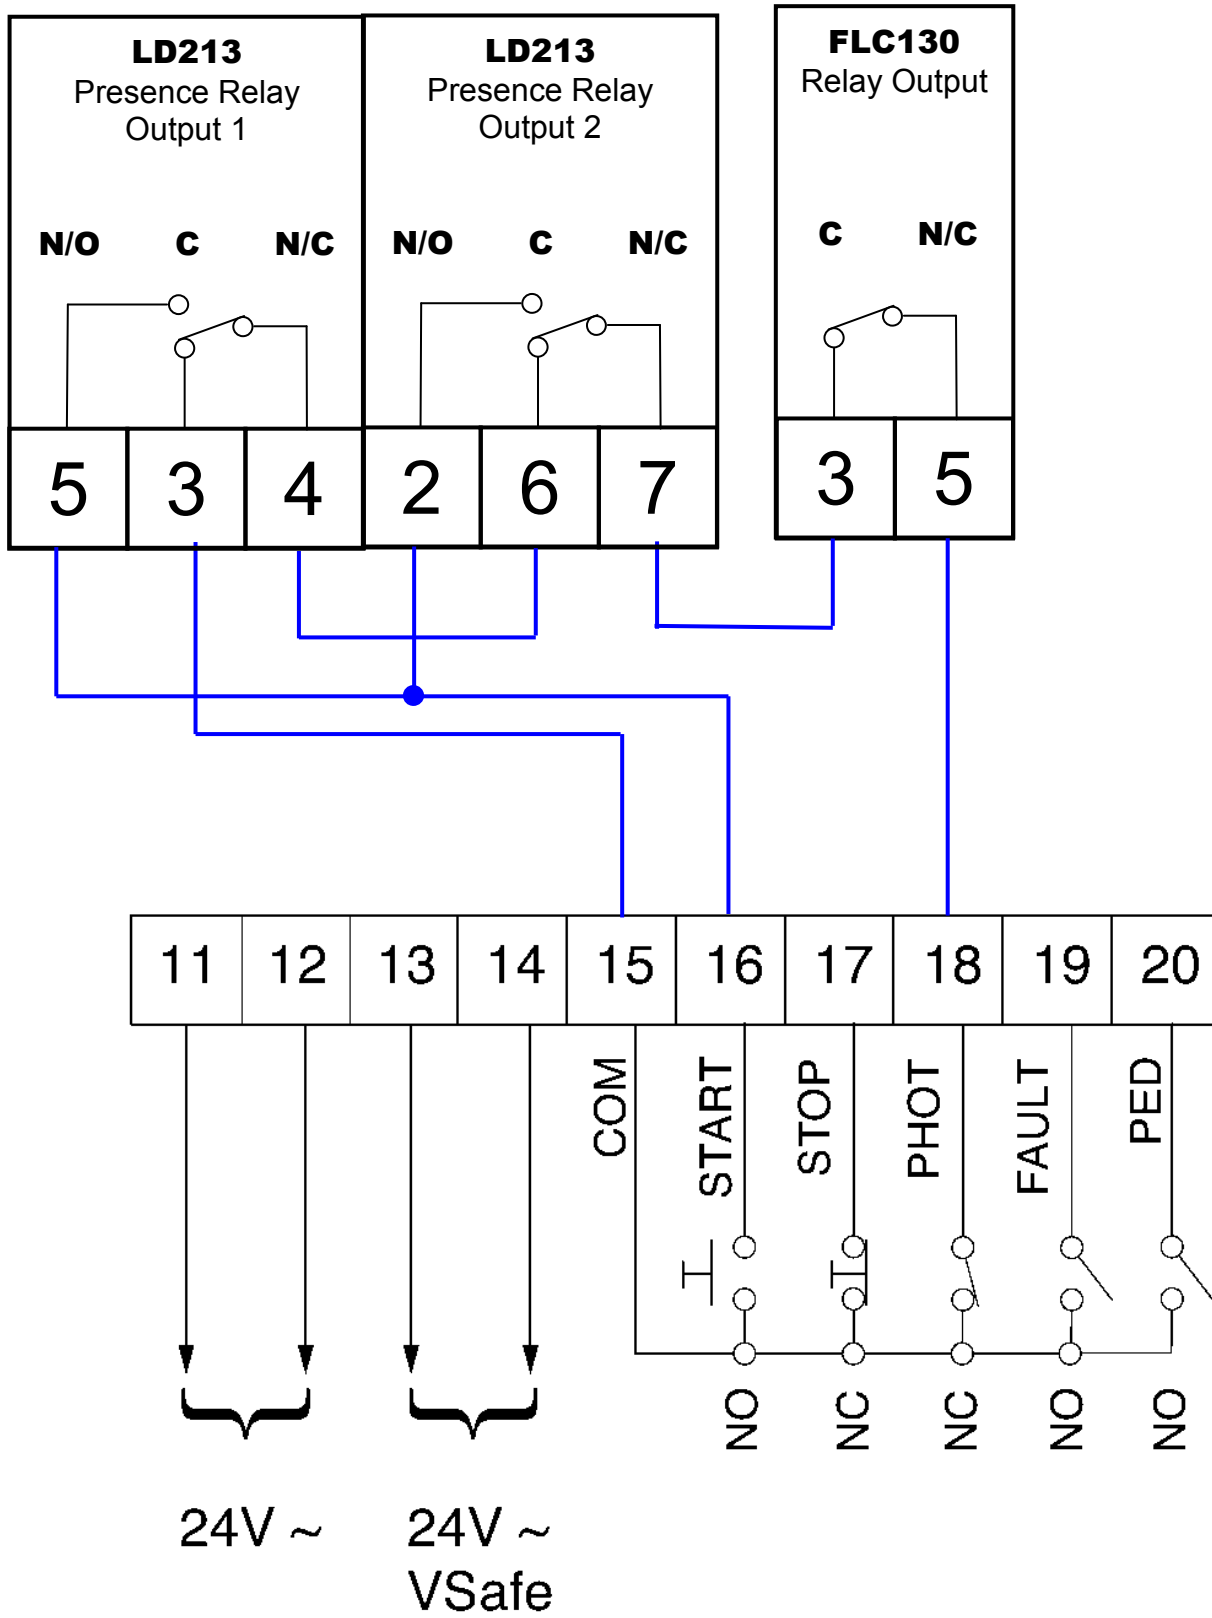 LD213
Presence Relay
Output 1
N/O C N/C
5 3 4
LD213
Presence Relay
Output 2
N/O C N/C
2 6 7
FLC130
Relay Output
C N/C
3 5
11 12 13 14 15 16 17 18 19 20
COM
START
STOP
PHOT
FAULT
PED
NO
NC
NC
NO
NO
24V ~
24V ~
VSafe